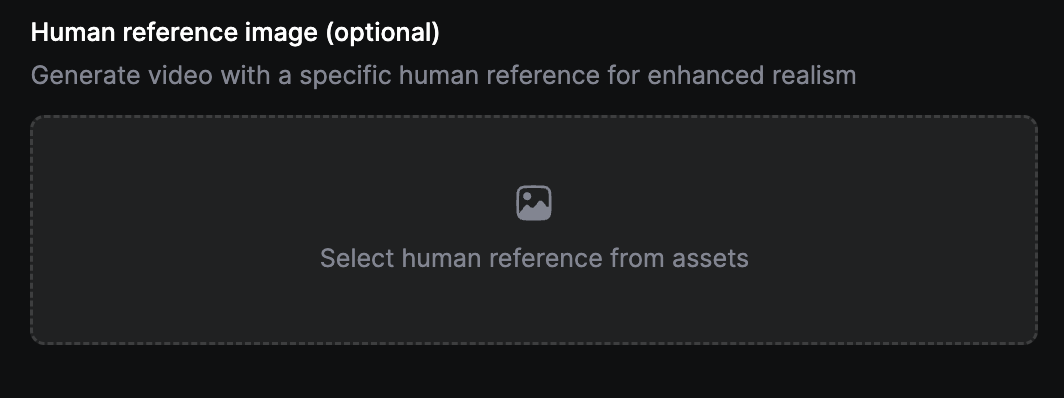 Human reference image (optional)
Generate video with a specific human reference for enhanced realism
Select human reference from assets